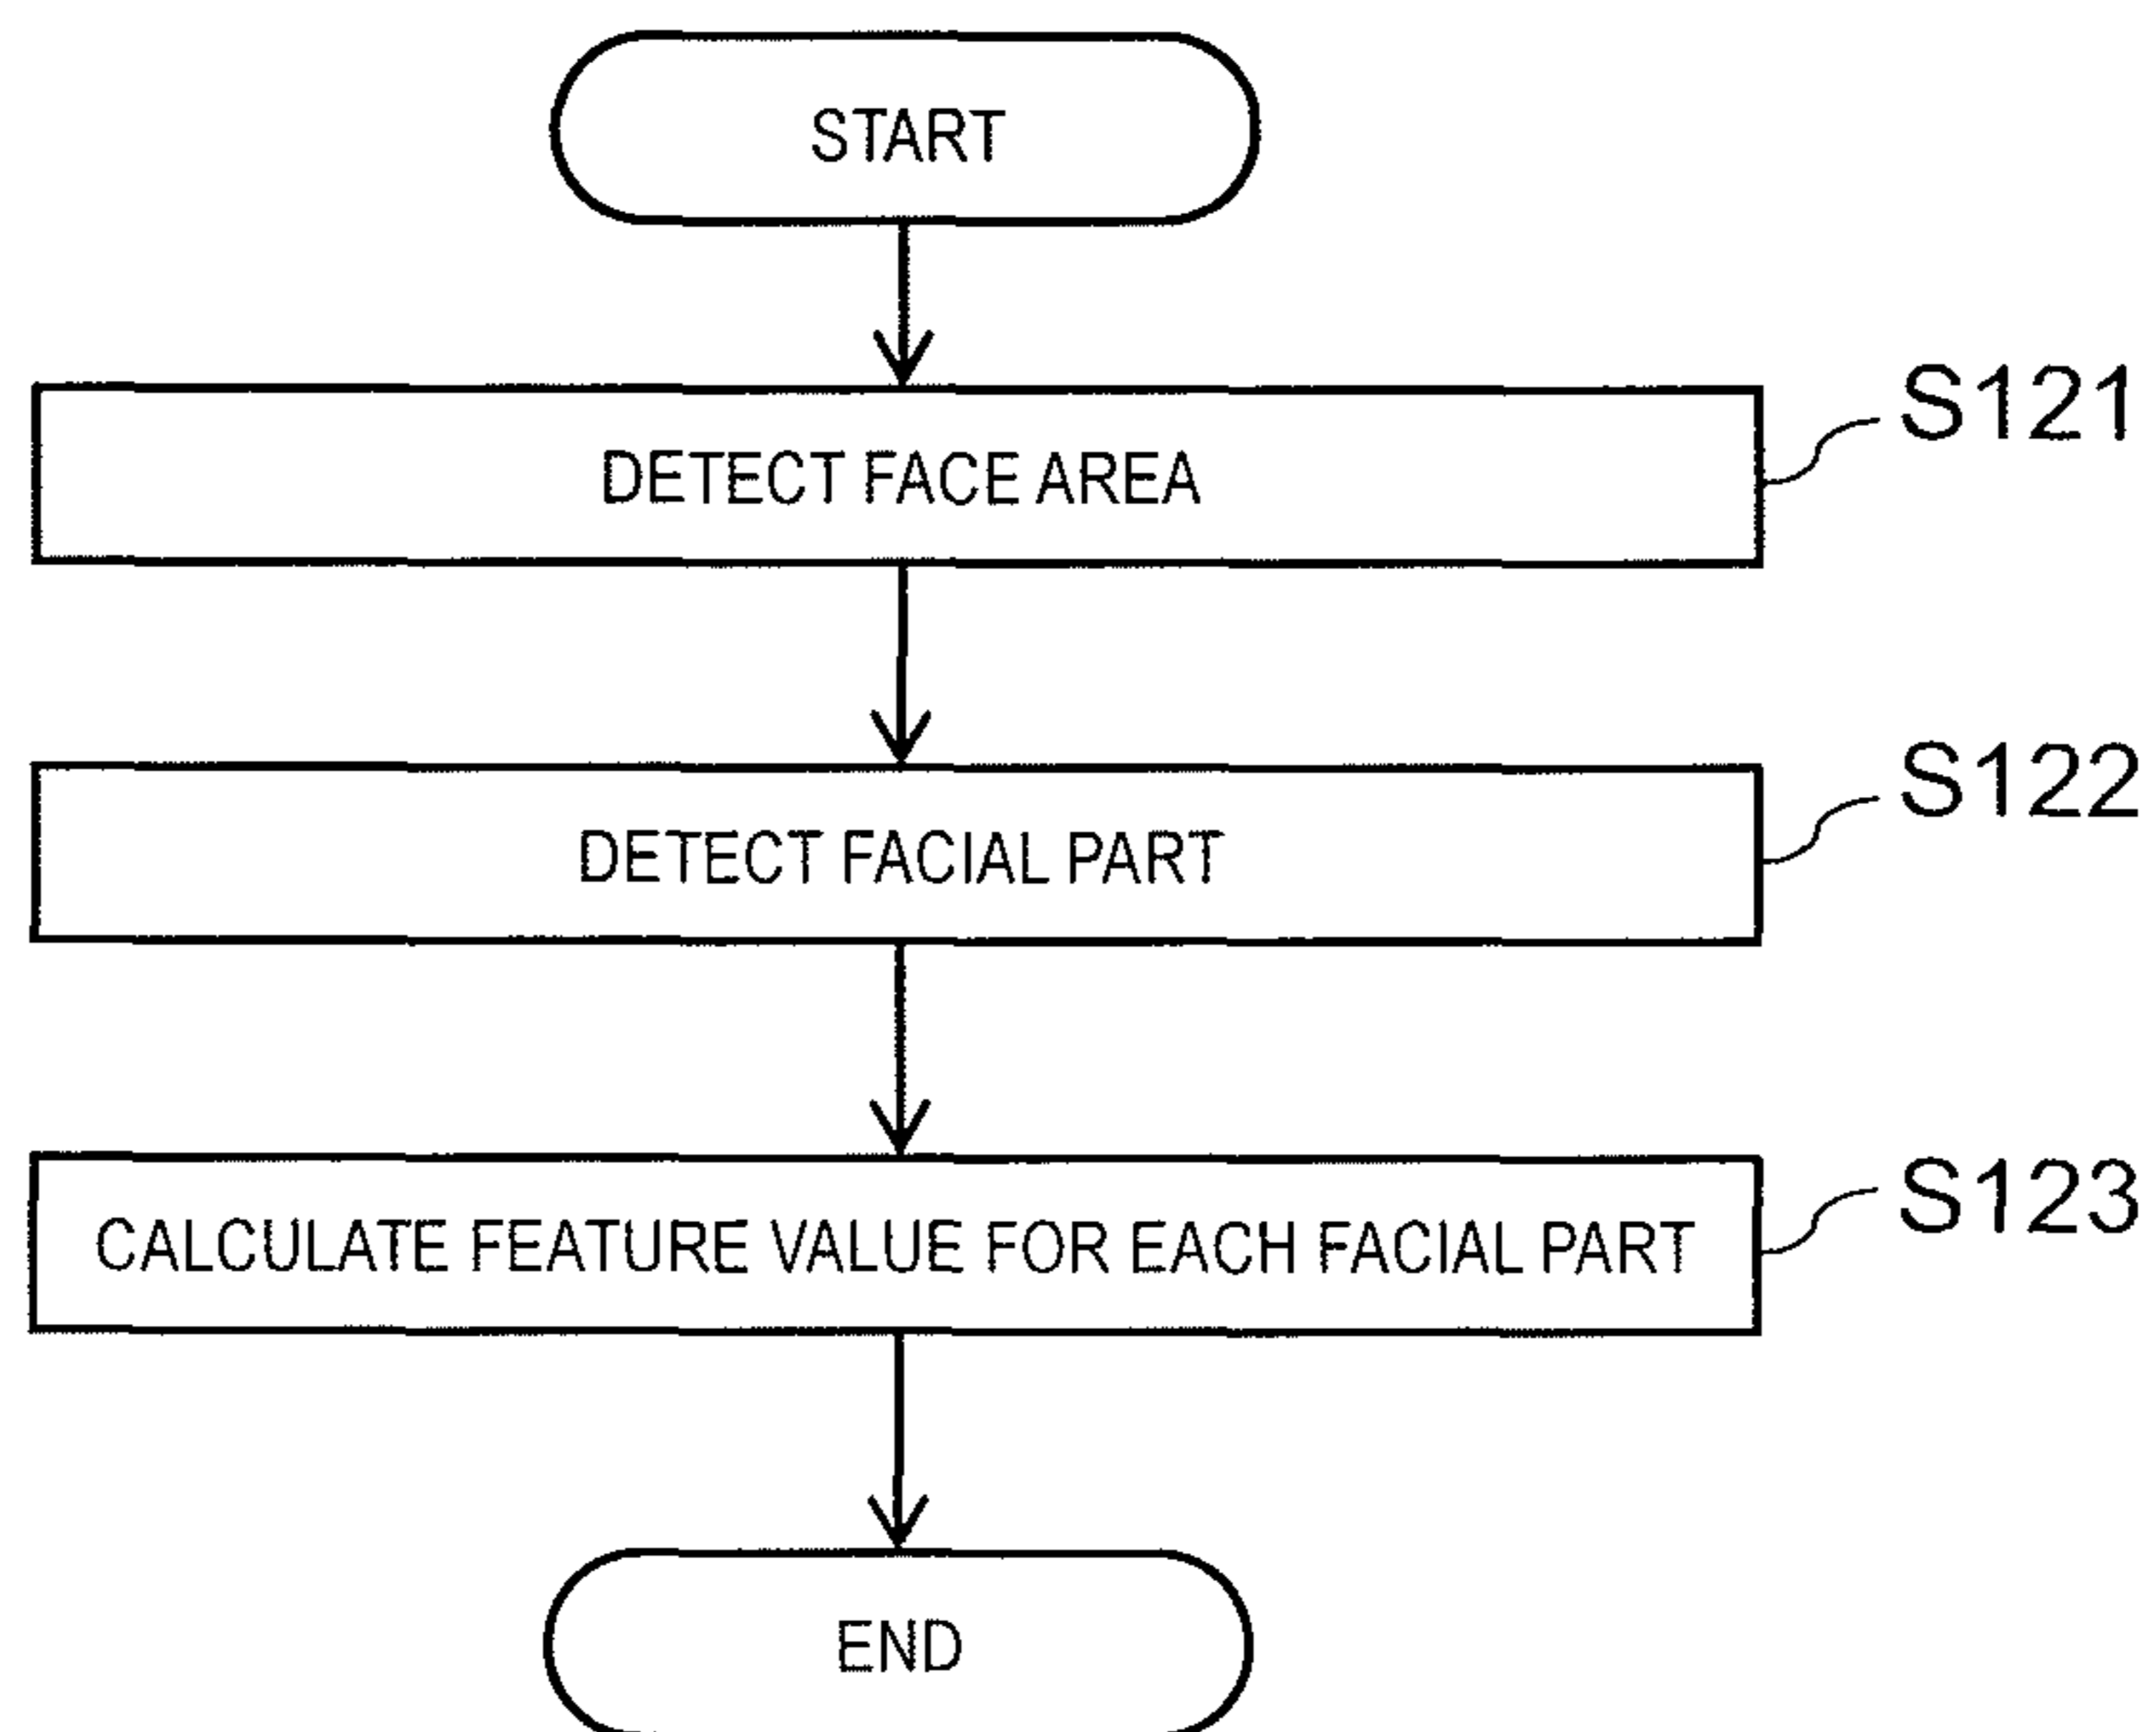 START
DETECT FACE AREA
S121
DETECT FACIAL PART
S122
CALCULATE FEATURE VALUE FOR EACH FACIAL PART
S123
END